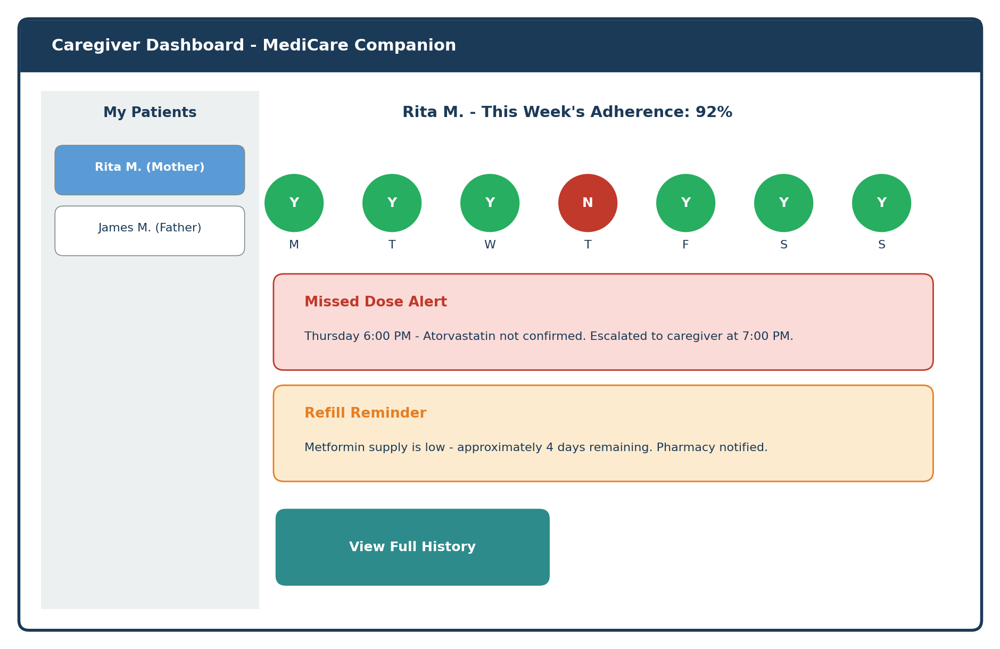 Caregiver Dashboard - MediCare Companion
My Patients
Rita M. (Mother)
James M. (Father)
Rita M. - This Week's Adherence: 92%
Y Y Y N Y Y Y
M T W T F S S
Missed Dose Alert
Thursday 6:00 PM - Atorvastatin not confirmed. Escalated to caregiver at 7:00 PM.
Refill Reminder
Metformin supply is low - approximately 4 days remaining. Pharmacy notified.
View Full History